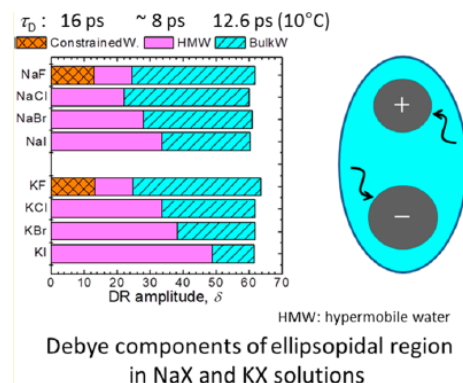 τD : 16 ps ~ 8 ps 12.6 ps (10°C)
Constrained W. HMW BulkW
NaF
NaCl
NaBr
NaI
KF
KCl
KBr
KI
0 10 20 30 40 50 60 70
DR amplitude, δ
+
−
HMW: hypermobile water
Debye components of ellipsopidal region
in NaX and KX solutions